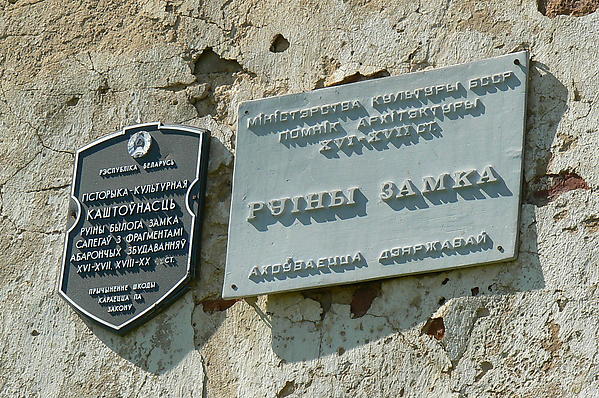 РЭСПУБЛІКА БЕЛАРУСЬ
ГІСТОРЫКА-КУЛЬТУРНАЯ
КАШТОЎНАСЦЬ
РУІНЫ БЫЛОГА ЗАМКА
САПЕГАЎ З ФРАГМЕНТАМІ
АБАРОНЧЫХ ЗБУДАВАННЯЎ
XVI-XVII, XVIII-XX СТ.
ПРЫЧЫНЕННЕ ШКОДЫ
КАРАЕЦЦА ПА
ЗАКОНУ
МІНІСТЭРСТВА КУЛЬТУРЫ БССР
ПОМНІК АРХІТЭКТУРЫ
XVI-XVII СТ.
РУІНЫ ЗАМКА
АХОЎВАЕЦЦА ДЗЯРЖАВАЙ